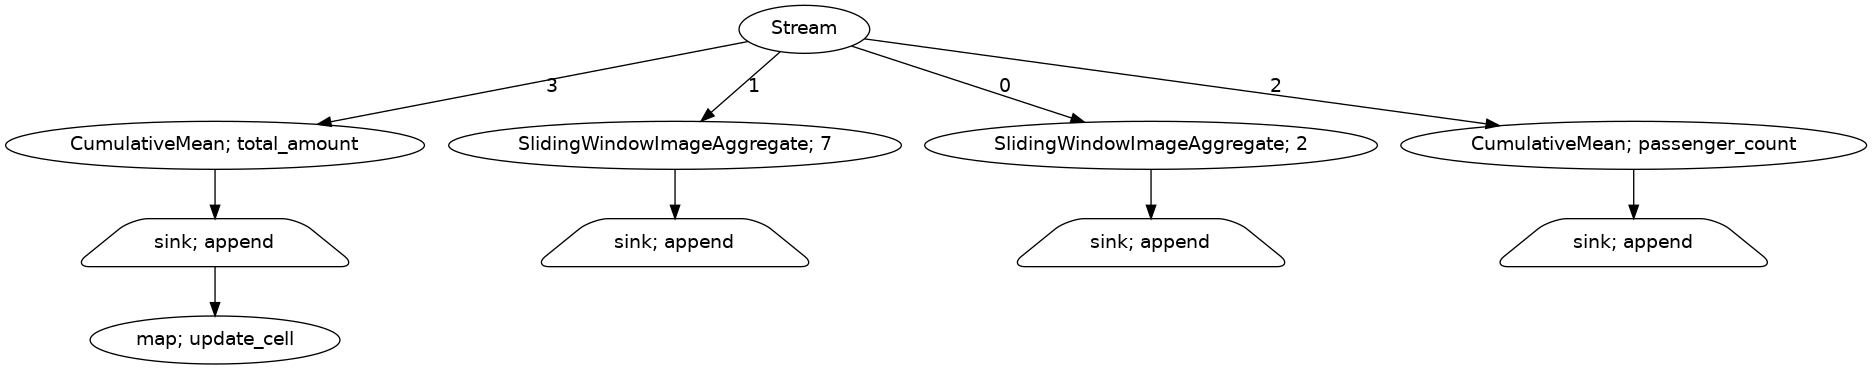 Stream
3
1
0
2
CumulativeMean; total_amount
SlidingWindowImageAggregate; 7
SlidingWindowImageAggregate; 2
CumulativeMean; passenger_count
sink; append
sink; append
sink; append
sink; append
map; update_cell